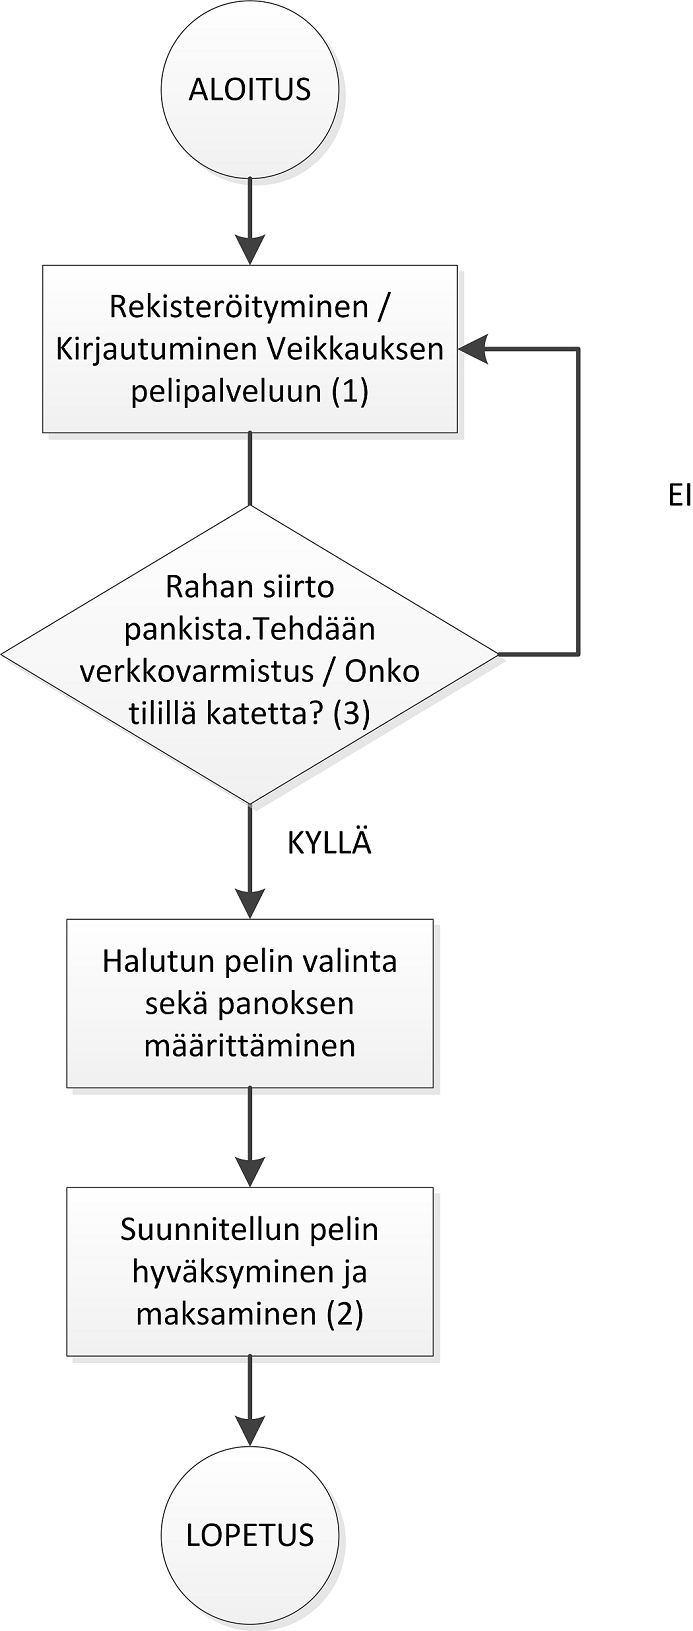 ALOITUS
Rekisteröityminen /
Kirjautuminen Veikkauksen
pelipalveluun (1)
EI
Rahan siirto
pankista.Tehdään
verkkovarmistus / Onko
tilillä katetta? (3)
KYLLÄ
Halutun pelin valinta
sekä panoksen
määrittäminen
Suunnitellun pelin
hyväksyminen ja
maksaminen (2)
LOPETUS